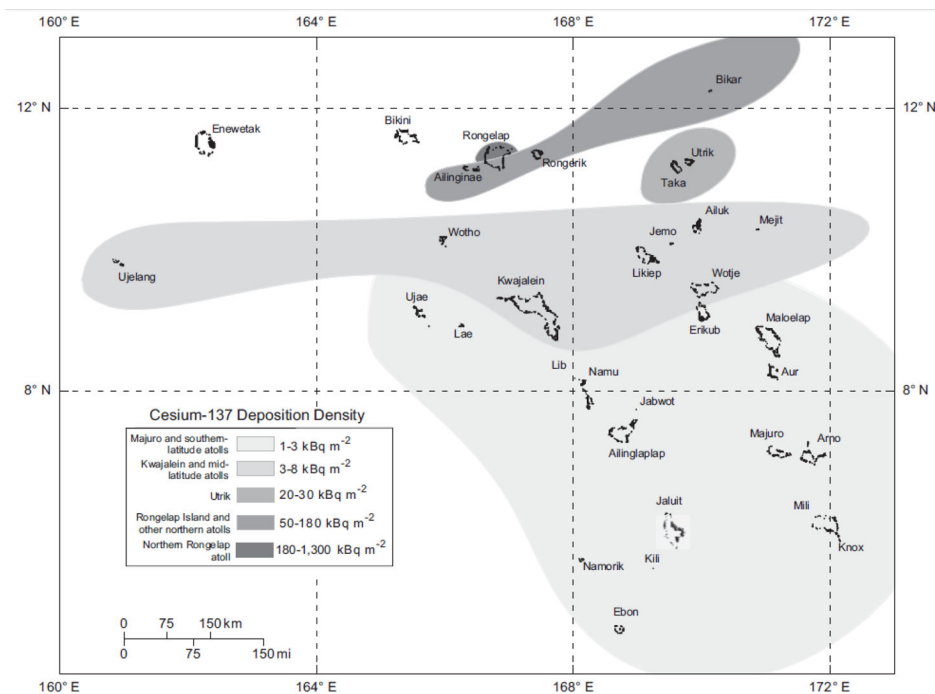 160° E
164° E
168° E
172° E
12° N
12° N
Bikar
Enewetak
Bikini
Rongelap
Rongerik
Ailinginae
Utrik
Taka
Ailuk
Mejit
Jemo
Wotho
Likiep
Wotje
Ujelang
Kwajalein
Ujae
Erikub
Maloelap
Lae
Lib
Namu
Aur
8° N
8° N
Jabwot
Ailinglaplap
Majuro
Arno
Jaluit
Mili
Knox
Namorik
Kili
Ebon
Cesium-137 Deposition Density
Majuro and southern-
latitude atolls
1-3 kBq m-2
Kwajalein and mid-
latitude atolls
3-8 kBq m-2
Utrik
20-30 kBq m-2
Rongelap Island and
other northern atolls
50-180 kBq m-2
Northern Rongelap
atoll
180-1,300 kBq m-2
0 75 150 km
0 75 150 mi
160° E
164° E
168° E
172° E